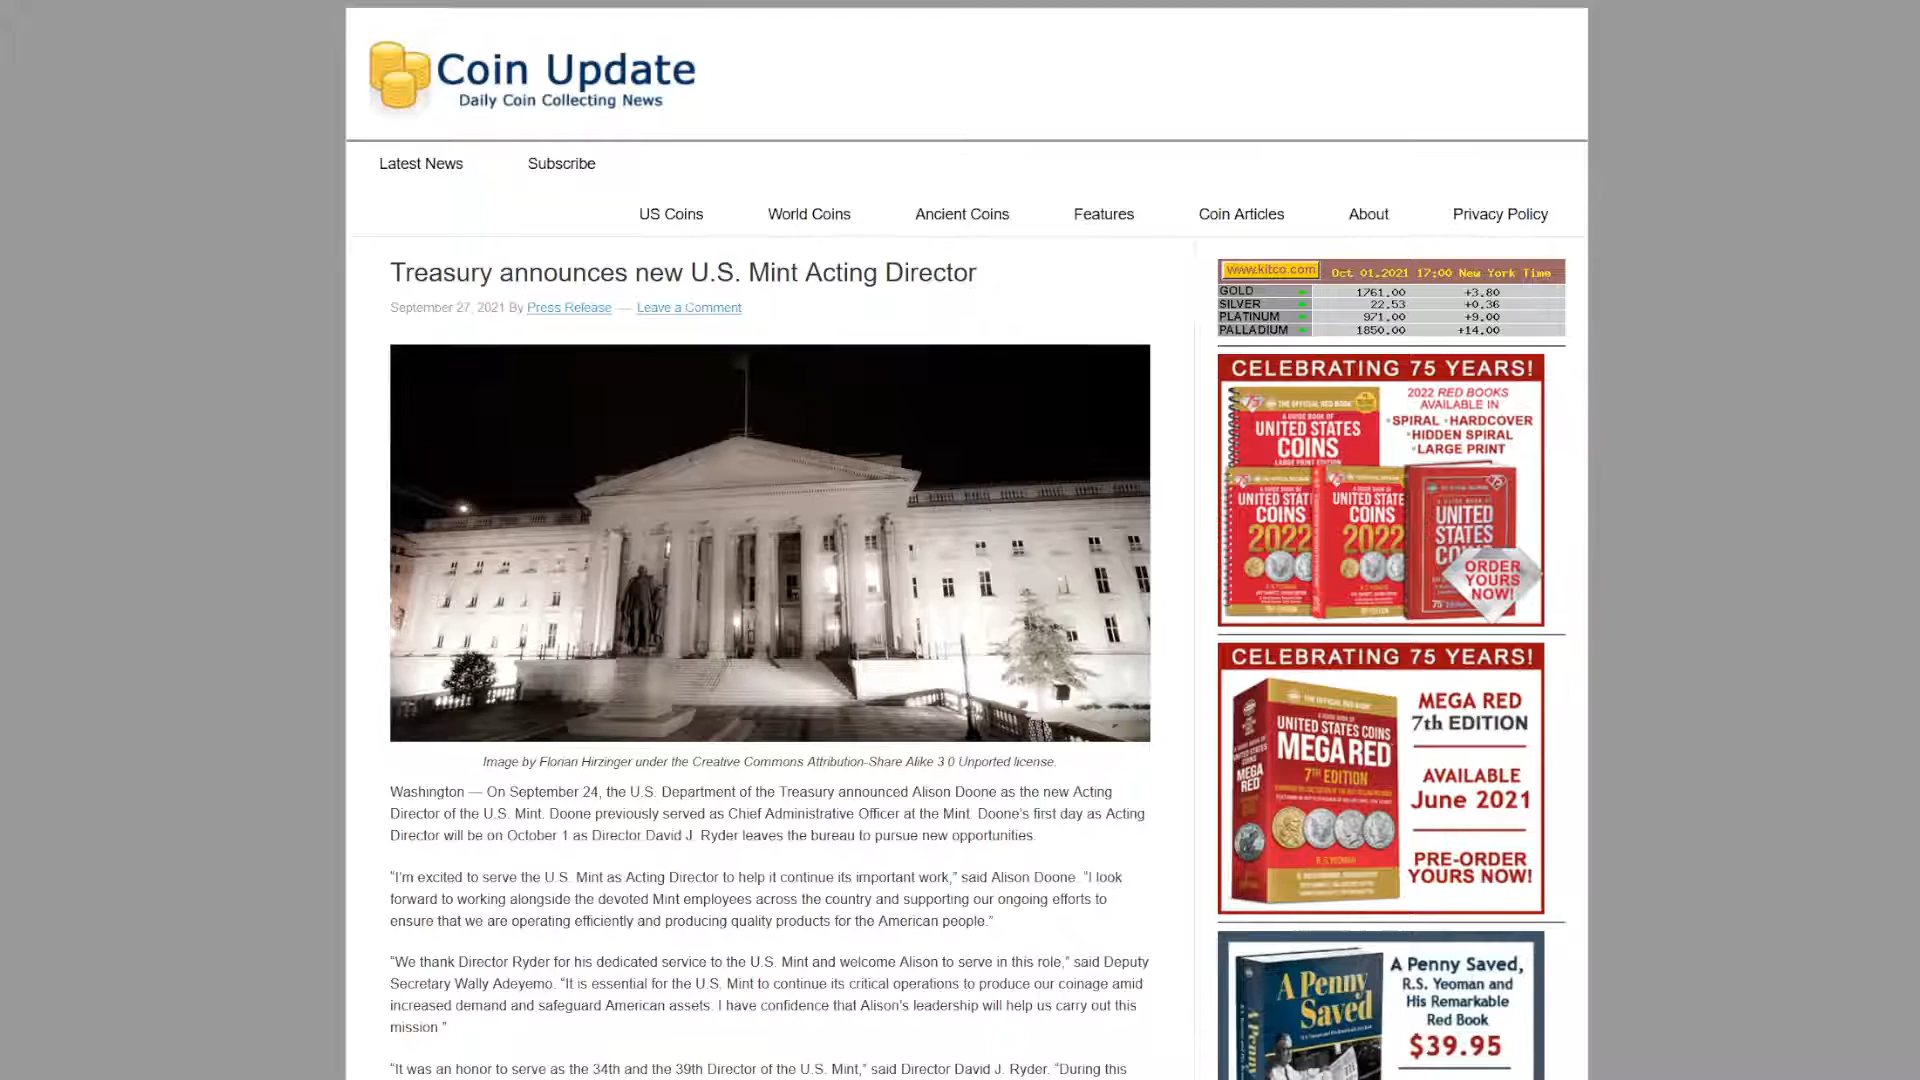 Coin Update
Daily Coin Collecting News
Latest News
Subscribe
US Coins
World Coins
Ancient Coins
Features
Coin Articles
About
Privacy Policy
Treasury announces new U.S. Mint Acting Director
September 27, 2021 By Press Release — Leave a Comment
Image by Florian Hirzinger under the Creative Commons Attribution-Share Alike 3 0 Unported license.
Washington — On September 24, the U.S. Department of the Treasury announced Alison Doone as the new Acting
Director of the U.S. Mint. Doone previously served as Chief Administrative Officer at the Mint. Doone's first day as Acting
Director will be on October 1 as Director David J. Ryder leaves the bureau to pursue new opportunities.
"I'm excited to serve the U.S. Mint as Acting Director to help it continue its important work," said Alison Doone. "I look
forward to working alongside the devoted Mint employees across the country and supporting our ongoing efforts to
ensure that we are operating efficiently and producing quality products for the American people."
"We thank Director Ryder for his dedicated service to the U.S. Mint and welcome Alison to serve in this role," said Deputy
Secretary Wally Adeyemo. "It is essential for the U.S. Mint to continue its critical operations to produce our coinage amid
increased demand and safeguard American assets. I have confidence that Alison's leadership will help us carry out this
mission "
"It was an honor to serve as the 34th and the 39th Director of the U.S. Mint," said Director David J. Ryder. "During this
www.kitco.com Oct 01.2021 17:00 New York Time
GOLD 1761.00 +3.80
SILVER 22.53 +0.36
PLATINUM 971.00 +9.00
PALLADIUM 1850.00 +14.00
CELEBRATING 75 YEARS!
2022 RED BOOKS
AVAILABLE IN
•SPIRAL •HARDCOVER
•HIDDEN SPIRAL
•LARGE PRINT
THE OFFICIAL RED BOOK
A GUIDE BOOK OF
UNITED STATES
COINS
LARGE PRINT EDITION
UNITED STAT
COINS
2022
UNITED STATE
COINS
2022
UNITED
STATES
ORDER
YOURS
NOW!
CELEBRATING 75 YEARS!
THE OFFICIAL RED BOOK
A GUIDE BOOK OF
UNITED STATES COINS
MEGA RED
7TH EDITION
R.S. YEOMAN
MEGA
RED
MEGA RED
7th EDITION
AVAILABLE
June 2021
PRE-ORDER
YOURS NOW!
A Penny
Saved
A Penny
A Penny Saved,
R.S. Yeoman and
His Remarkable
Red Book
$39.95